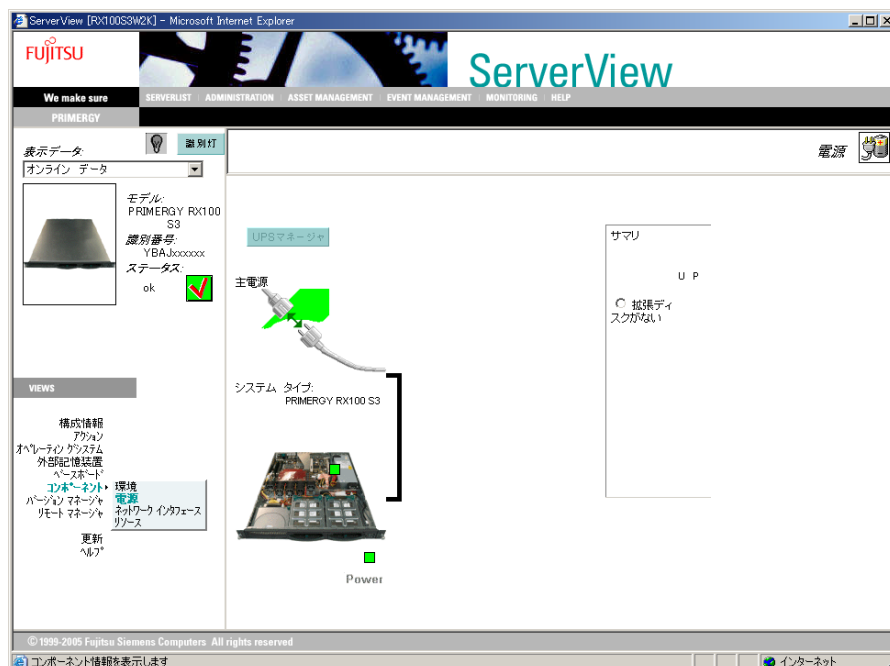 ServerView [RX100S3W2K] - Microsoft Internet Explorer
FUJITSU
ServerView
We make sure
SERVERLIST ADMINISTRATION ASSET MANAGEMENT EVENT MANAGEMENT MONITORING HELP
PRIMERGY
表示データ:
識別灯
オンライン データ
電源
モデル:
PRIMERGY RX100
S3
識別番号:
YBAJxxxxxx
ステータス:
ok
UPSマネージャ
主電源
システム タイプ:
PRIMERGY RX100 S3
Power
サマリ
U P
拡張ディ
スクがない
VIEWS
構成情報
アクション
オペレーティングシステム
外部記憶装置
ベースボード
コンポーネント
バージョン マネージャ
リモート マネージャ
環境
電源
ネットワーク インタフェース
リソース
更新
ヘルプ
©1999-2005 Fujitsu Siemens Computers All rights reserved
コンポーネント情報を表示します
インターネット